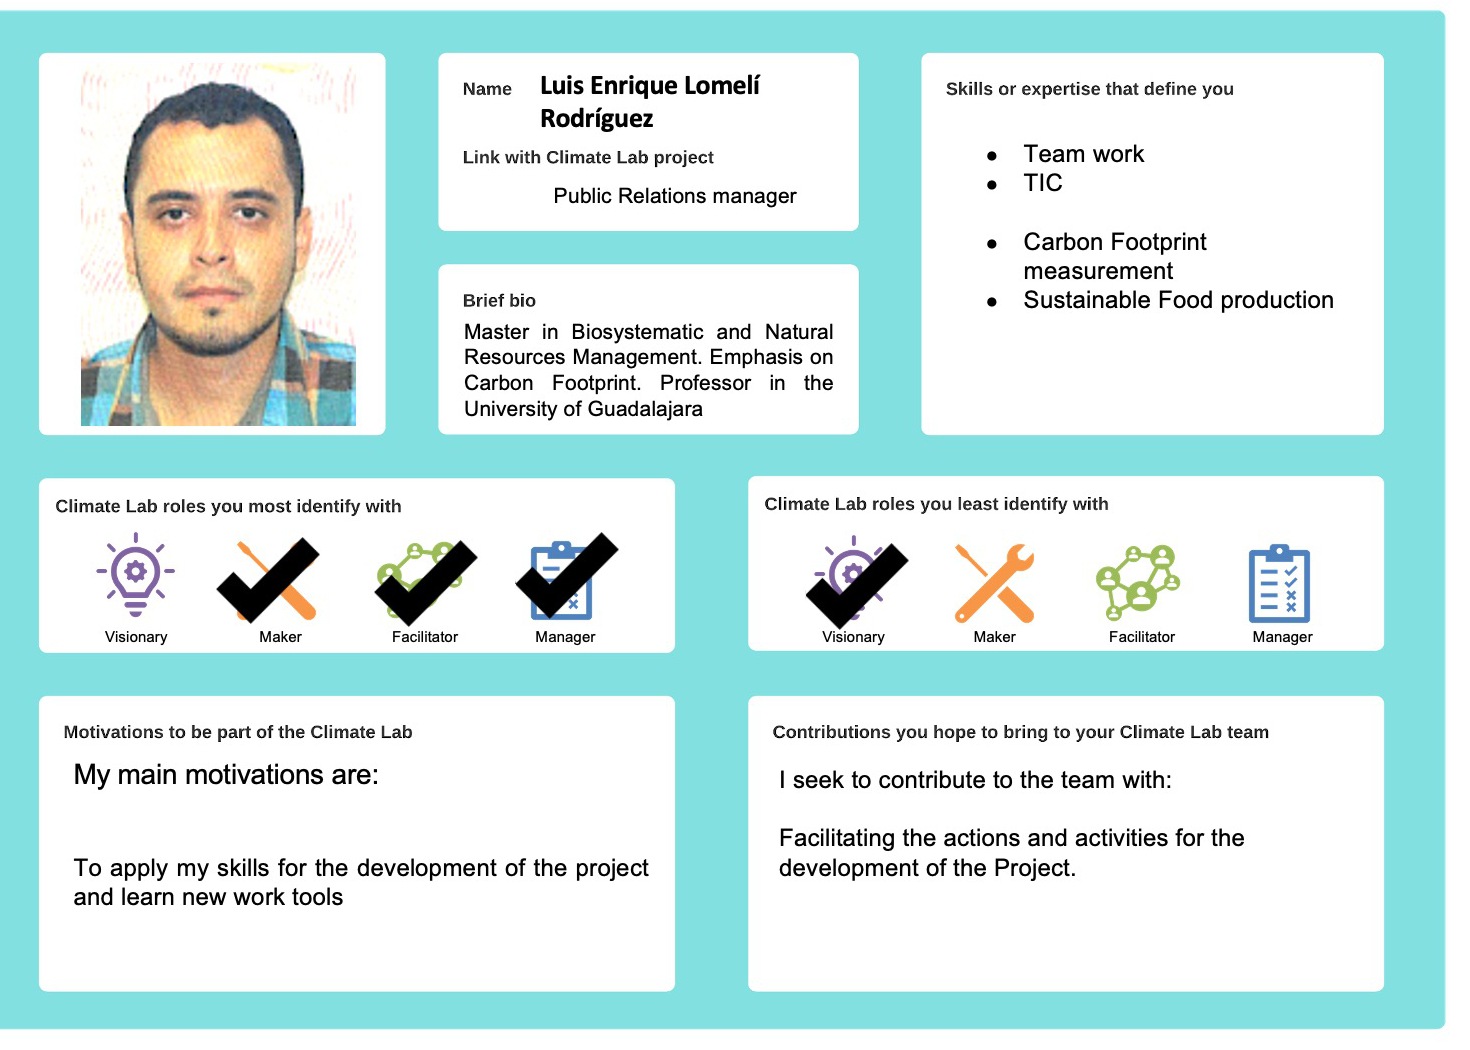 Name
Luis Enrique Lomelí
Rodríguez
Link with Climate Lab project
Public Relations manager
Brief bio
Master in Biosystematic and Natural
Resources Management. Emphasis on
Carbon Footprint. Professor in the
University of Guadalajara
Skills or expertise that define you
● Team work
● TIC
● Carbon Footprint
measurement
● Sustainable Food production
Climate Lab roles you most identify with
Visionary
Maker
Facilitator
Manager
Climate Lab roles you least identify with
Visionary
Maker
Facilitator
Manager
Motivations to be part of the Climate Lab
My main motivations are:
To apply my skills for the development of the project
and learn new work tools
Contributions you hope to bring to your Climate Lab team
I seek to contribute to the team with:
Facilitating the actions and activities for the
development of the Project.